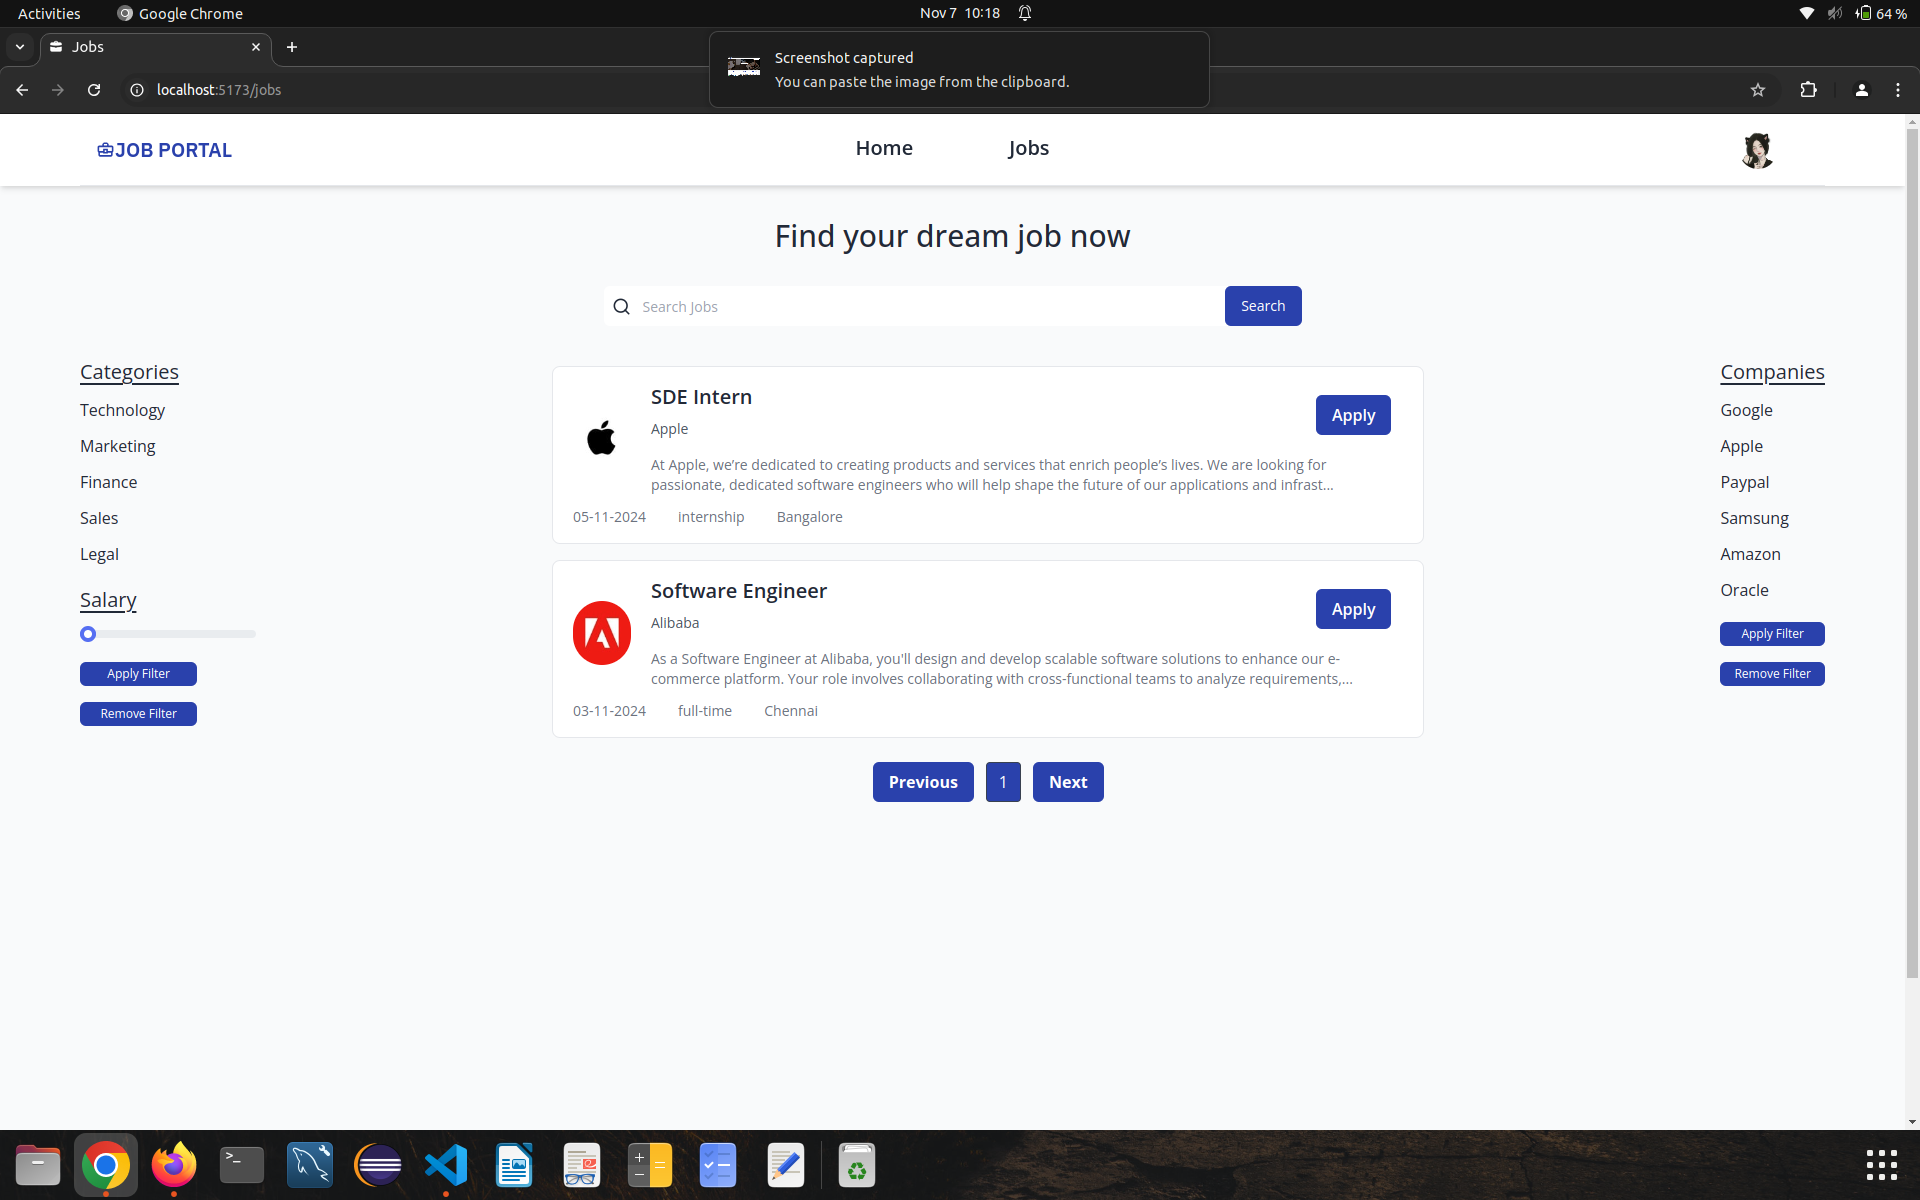 Activities Google Chrome Nov 7 10:18 64 %
Jobs
Screenshot captured
You can paste the image from the clipboard.
localhost:5173/jobs
JOB PORTAL Home Jobs
Find your dream job now
Search Jobs Search
Categories
Technology
Marketing
Finance
Sales
Legal
Salary
Apply Filter
Remove Filter
SDE Intern
Apple
Apply
At Apple, we’re dedicated to creating products and services that enrich people’s lives. We are looking for
passionate, dedicated software engineers who will help shape the future of our applications and infrast...
05-11-2024 internship Bangalore
Software Engineer
Alibaba
Apply
As a Software Engineer at Alibaba, you'll design and develop scalable software solutions to enhance our e-
commerce platform. Your role involves collaborating with cross-functional teams to analyze requirements,...
03-11-2024 full-time Chennai
Previous 1 Next
Companies
Google
Apple
Paypal
Samsung
Amazon
Oracle
Apply Filter
Remove Filter